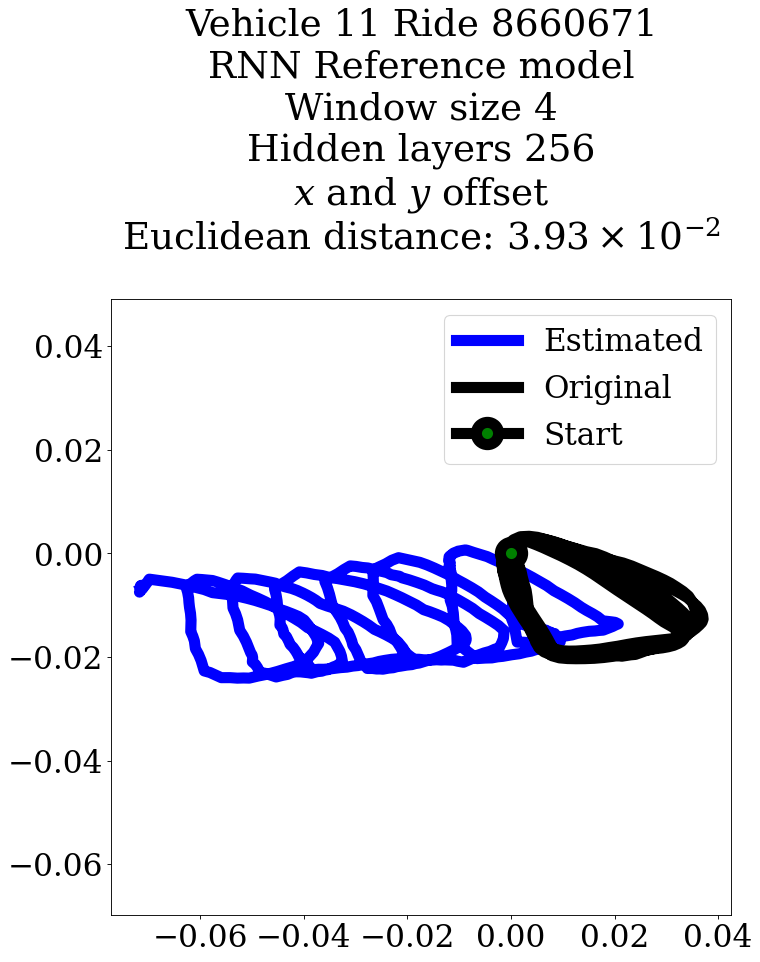 Vehicle 11 Ride 8660671
RNN Reference model
Window size 4
Hidden layers 256
x and y offset
Euclidean distance: 3.93 × 10⁻²
Estimated
Original
Start
0.04
0.02
0.00
−0.02
−0.04
−0.06
−0.06 −0.04 −0.02 0.00 0.02 0.04